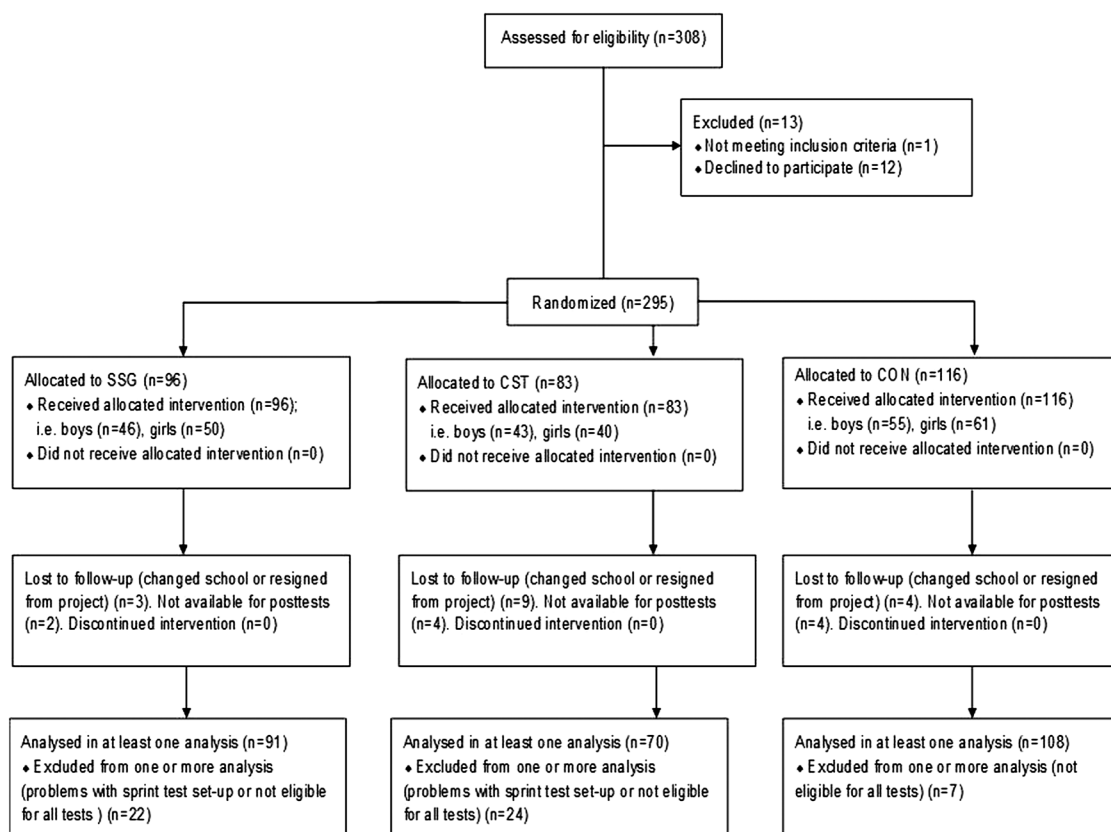 Assessed for eligibility (n=308)
Excluded (n=13)
♦ Not meeting inclusion criteria (n=1)
♦ Declined to participate (n=12)
Randomized (n=295)
Allocated to SSG (n=96)
♦ Received allocated intervention (n=96);
i.e. boys (n=46), girls (n=50)
♦ Did not receive allocated intervention (n=0)
Allocated to CST (n=83)
♦ Received allocated intervention (n=83)
i.e. boys (n=43), girls (n=40)
♦ Did not receive allocated intervention (n=0)
Allocated to CON (n=116)
♦ Received allocated intervention (n=116)
i.e. boys (n=55), girls (n=61)
♦ Did not receive allocated intervention (n=0)
Lost to follow-up (changed school or resigned
from project) (n=3). Not available for posttests
(n=2). Discontinued intervention (n=0)
Lost to follow-up (changed school or resigned
from project) (n=9). Not available for posttests
(n=4). Discontinued intervention (n=0)
Lost to follow-up (changed school or resigned
from project) (n=4). Not available for posttests
(n=4). Discontinued intervention (n=0)
Analysed in at least one analysis (n=91)
♦ Excluded from one or more analysis
(problems with sprint test set-up or not eligible
for all tests ) (n=22)
Analysed in at least one analysis (n=70)
♦ Excluded from one or more analysis
(problems with sprint test set-up or not eligible
for all tests) (n=24)
Analysed in at least one analysis (n=108)
♦ Excluded from one or more analysis (not
eligible for all tests) (n=7)